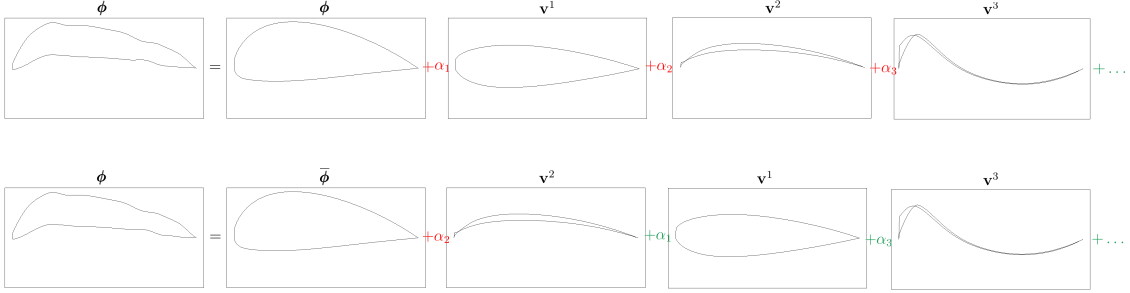 ϕ ϕ v¹ v² v³
= +α₁ +α₂ +α₃ +…
ϕ ϕ̅ v² v¹ v³
= +α₂ +α₁ +α₃ +…